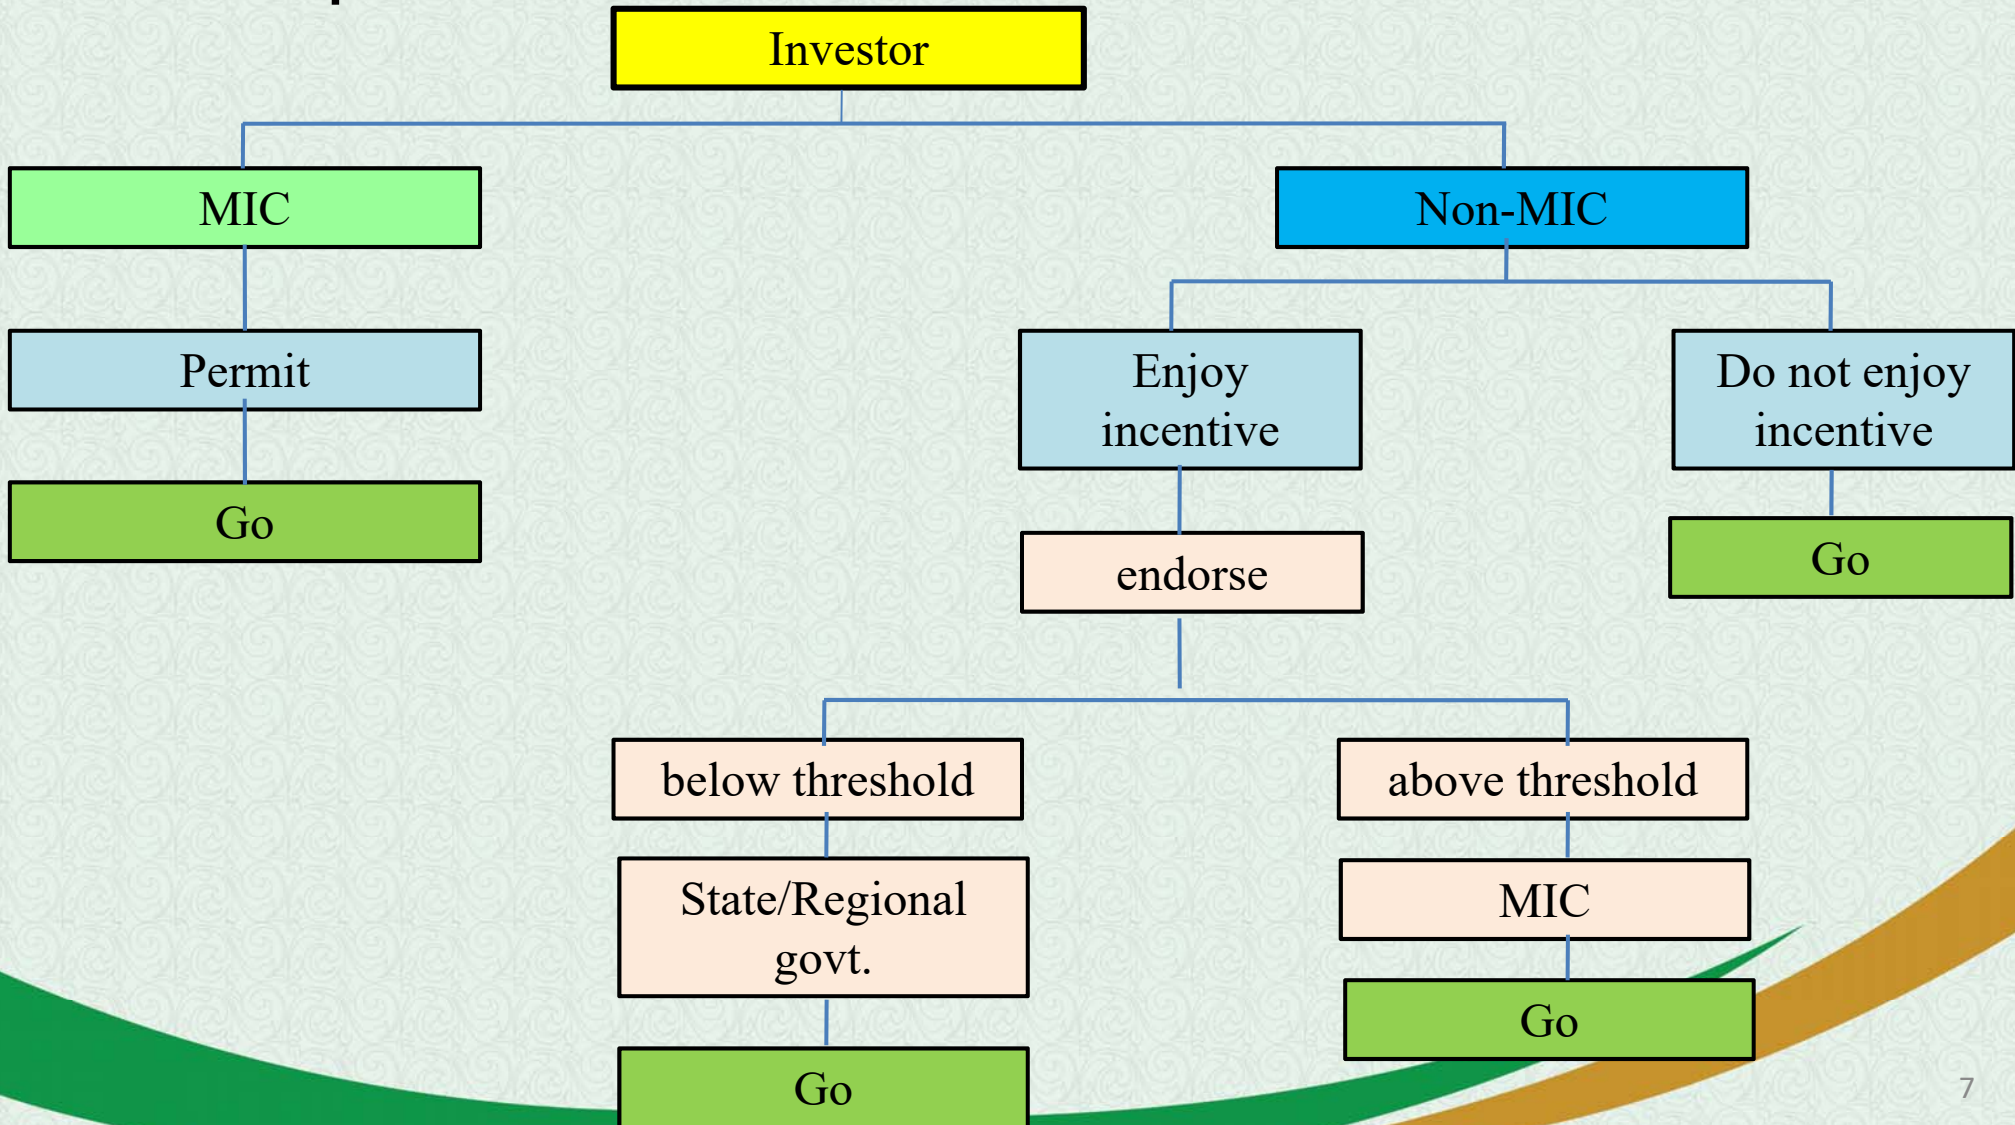 Investor
MIC
Non-MIC
Permit
Enjoy
incentive
Do not enjoy
incentive
Go
endorse
Go
below threshold
above threshold
State/Regional
govt.
MIC
Go
Go
7